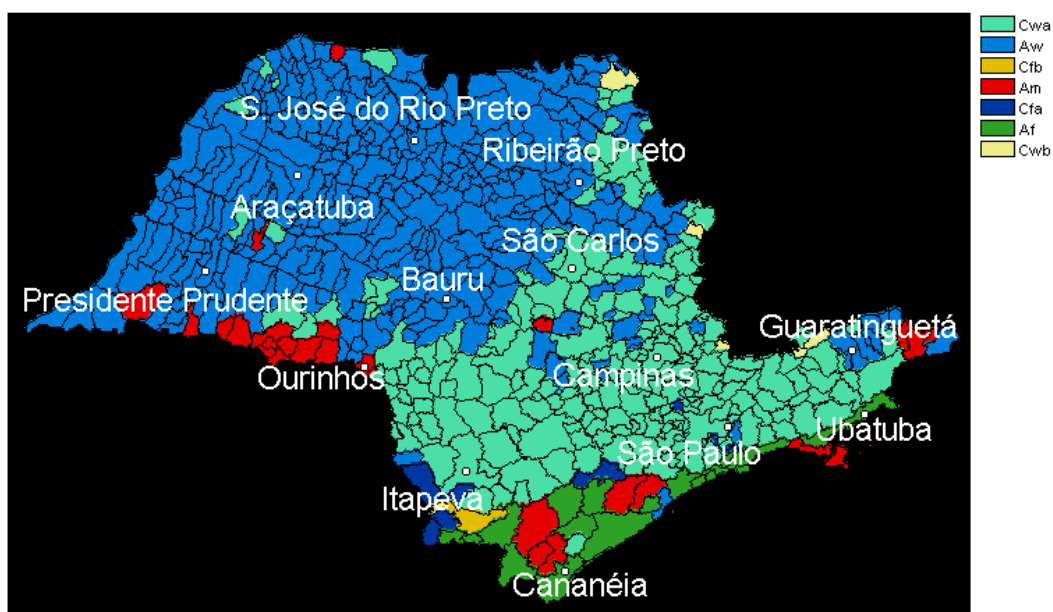 Cwa
Aw
Cfb
Am
Cfa
Af
Cwb
S. José do Rio Preto
Ribeirão Preto
Araçatuba
São Carlos
Bauru
Presidente Prudente
Guaratinguetá
Ourinhos
Campinas
Ubatuba
São Paulo
Itapeva
Cananéia